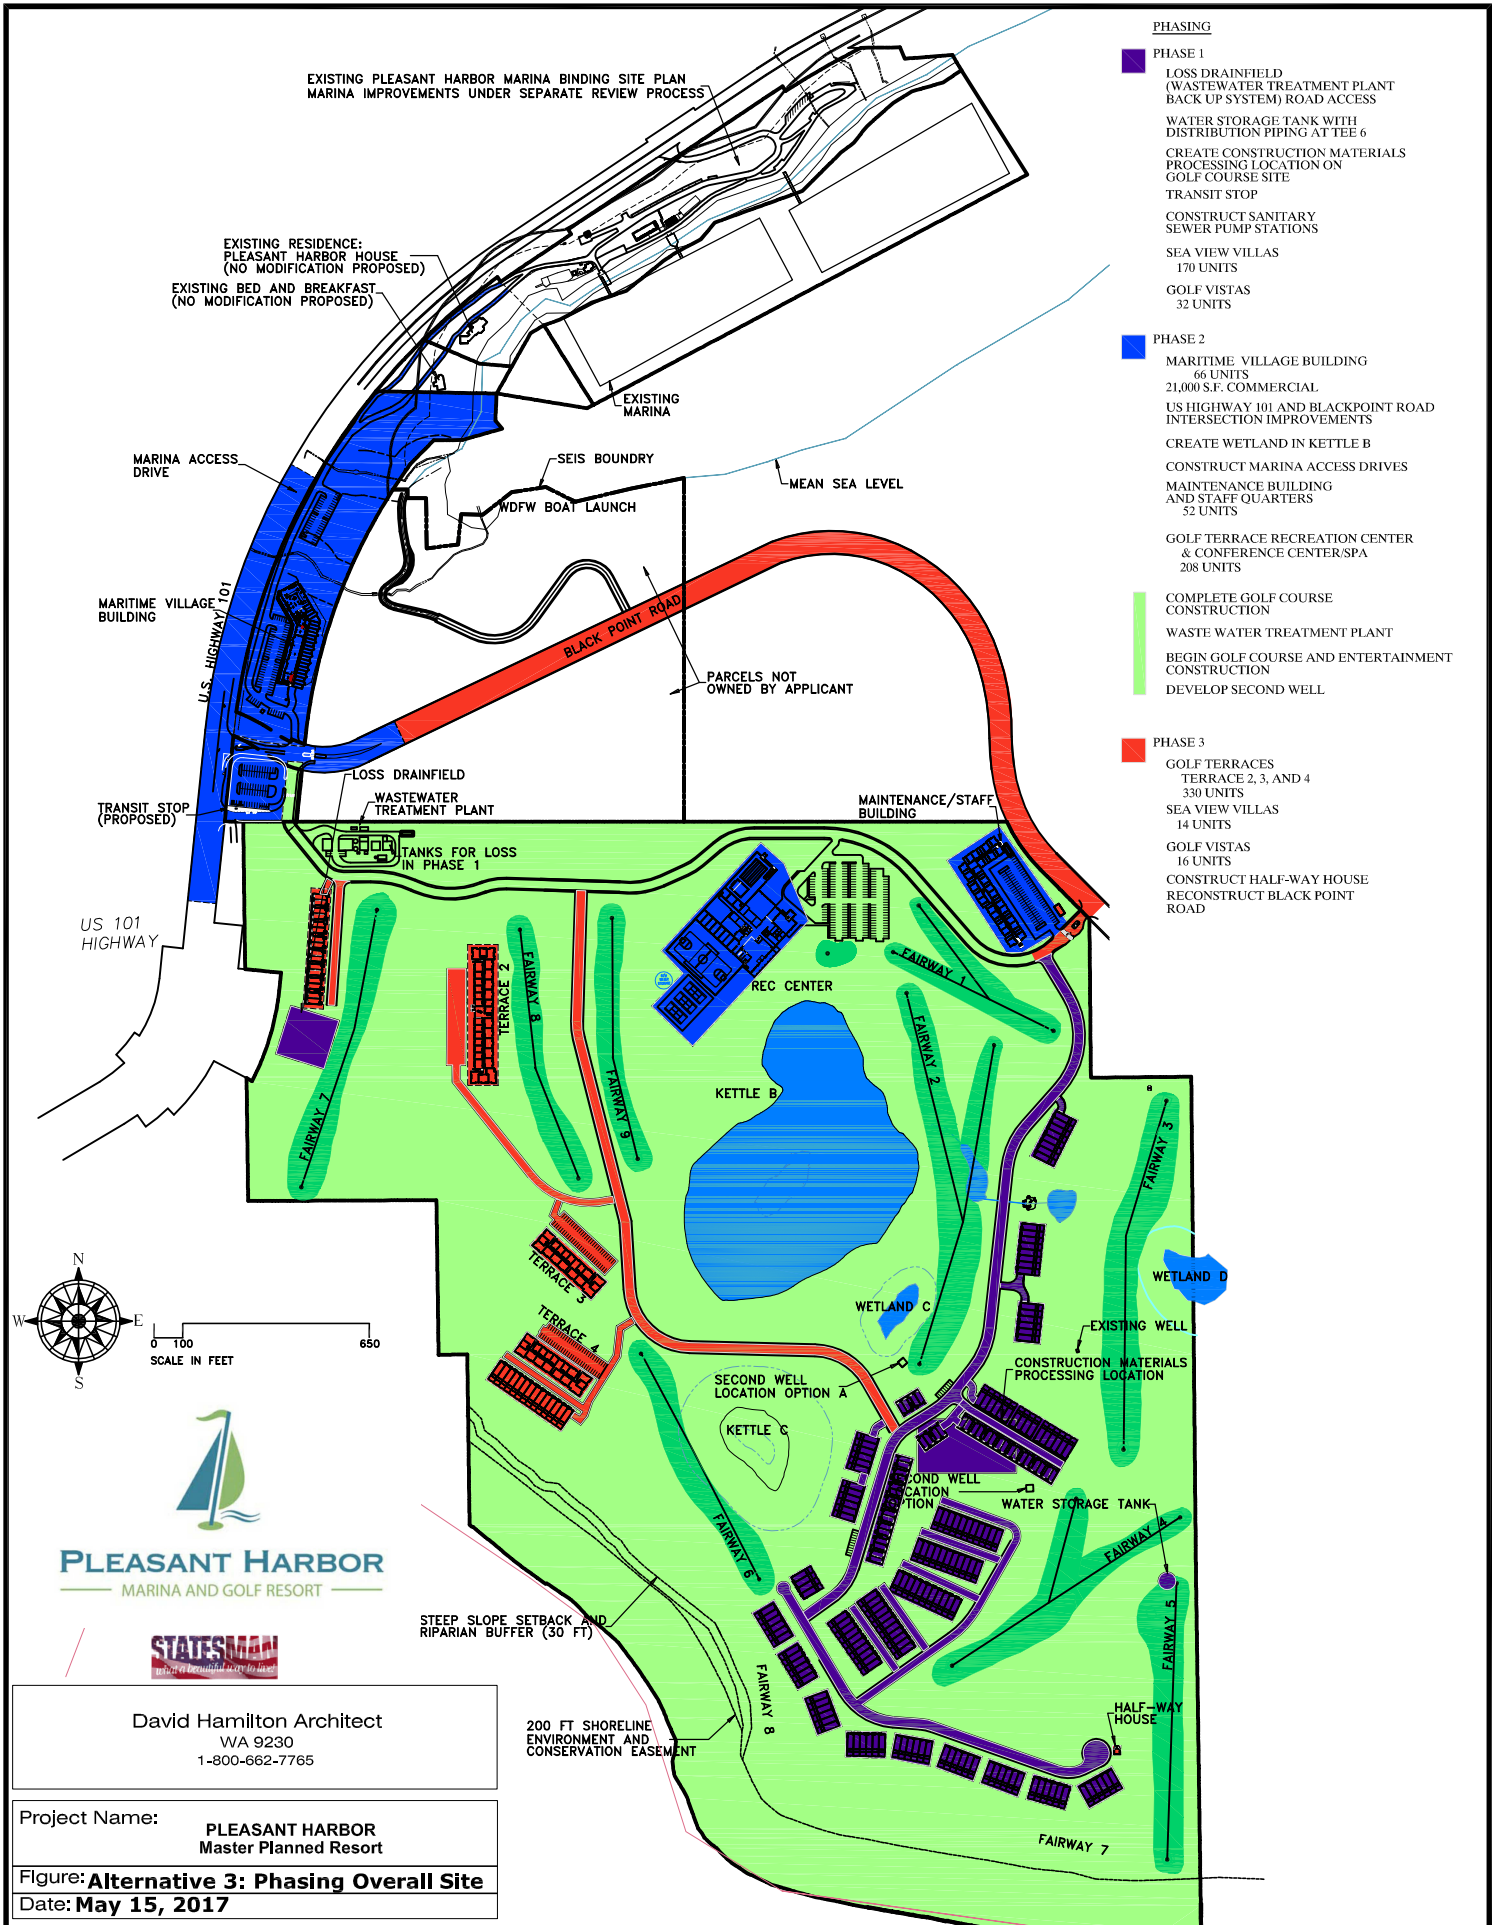 PHASING
PHASE 1
LOSS DRAINFIELD
(WASTEWATER TREATMENT PLANT
BACK UP SYSTEM) ROAD ACCESS
WATER STORAGE TANK WITH
DISTRIBUTION PIPING AT TEE 6
CREATE CONSTRUCTION MATERIALS
PROCESSING LOCATION ON
GOLF COURSE SITE
TRANSIT STOP
CONSTRUCT SANITARY
SEWER PUMP STATIONS
SEA VIEW VILLAS
170 UNITS
GOLF VISTAS
32 UNITS
PHASE 2
MARITIME VILLAGE BUILDING
66 UNITS
21,000 S.F. COMMERCIAL
US HIGHWAY 101 AND BLACKPOINT ROAD
INTERSECTION IMPROVEMENTS
CREATE WETLAND IN KETTLE B
CONSTRUCT MARINA ACCESS DRIVES
MAINTENANCE BUILDING
AND STAFF QUARTERS
52 UNITS
GOLF TERRACE RECREATION CENTER
& CONFERENCE CENTER/SPA
208 UNITS
COMPLETE GOLF COURSE
CONSTRUCTION
WASTE WATER TREATMENT PLANT
BEGIN GOLF COURSE AND ENTERTAINMENT
CONSTRUCTION
DEVELOP SECOND WELL
PHASE 3
GOLF TERRACES
TERRACE 2, 3, AND 4
330 UNITS
SEA VIEW VILLAS
14 UNITS
GOLF VISTAS
16 UNITS
CONSTRUCT HALF-WAY HOUSE
RECONSTRUCT BLACK POINT
ROAD
EXISTING PLEASANT HARBOR MARINA BINDING SITE PLAN
MARINA IMPROVEMENTS UNDER SEPARATE REVIEW PROCESS
EXISTING RESIDENCE:
PLEASANT HARBOR HOUSE
(NO MODIFICATION PROPOSED)
EXISTING BED AND BREAKFAST
(NO MODIFICATION PROPOSED)
EXISTING
MARINA
MARINA ACCESS
DRIVE
SEIS BOUNDRY
MEAN SEA LEVEL
WDFW BOAT LAUNCH
MARITIME VILLAGE
BUILDING
U.S. HIGHWAY 101
BLACK POINT ROAD
PARCELS NOT
OWNED BY APPLICANT
LOSS DRAINFIELD
WASTEWATER
TREATMENT PLANT
TRANSIT STOP
(PROPOSED)
TANKS FOR LOSS
IN PHASE 1
MAINTENANCE/STAFF
BUILDING
US 101
HIGHWAY
TERRACE 2
FAIRWAY 8
FAIRWAY 1
REC CENTER
FAIRWAY 2
FAIRWAY 7
FAIRWAY 9
KETTLE B
FAIRWAY 3
TERRACE 3
WETLAND D
WETLAND C
TERRACE 4
EXISTING WELL
CONSTRUCTION MATERIALS
PROCESSING LOCATION
SECOND WELL
LOCATION OPTION A
KETTLE C
COND WELL
CATION
PTION
WATER STORAGE TANK
FAIRWAY 6
FAIRWAY 4
FAIRWAY 5
STEEP SLOPE SETBACK AND
RIPARIAN BUFFER (30 FT)
FAIRWAY 8
HALF-WAY
HOUSE
200 FT SHORELINE
ENVIRONMENT AND
CONSERVATION EASEMENT
FAIRWAY 7
N
W
E
S
0 100 650
SCALE IN FEET
PLEASANT HARBOR
MARINA AND GOLF RESORT
STATESMAN
what a beautiful way to live!
David Hamilton Architect
WA 9230
1-800-662-7765
Project Name:
PLEASANT HARBOR
Master Planned Resort
Figure: Alternative 3: Phasing Overall Site
Date: May 15, 2017